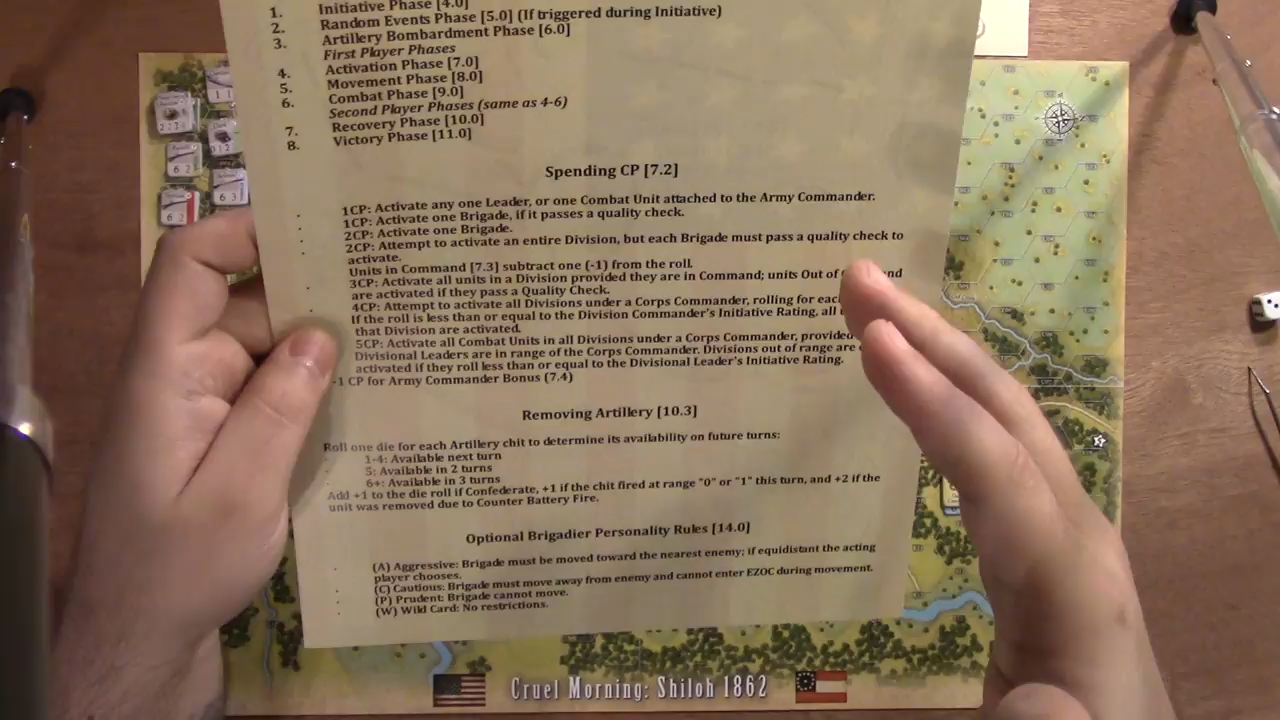 1. Initiative Phase [4.0]
2. Random Events Phase [5.0] (If triggered during Initiative)
3. Artillery Bombardment Phase [6.0]
First Player Phases
4. Activation Phase [7.0]
5. Movement Phase [8.0]
6. Combat Phase [9.0]
Second Player Phases (same as 4-6)
7. Recovery Phase [10.0]
8. Victory Phase [11.0]
Spending CP [7.2]
1CP: Activate any one Leader, or one Combat Unit attached to the Army Commander.
1CP: Activate one Brigade, if it passes a quality check.
2CP: Activate one Brigade.
2CP: Attempt to activate an entire Division, but each Brigade must pass a quality check to
activate.
Units in Command [7.3] subtract one (-1) from the roll.
3CP: Activate all units in a Division provided they are in Command; units Out of
are activated if they pass a Quality Check.
4CP: Attempt to activate all Divisions under a Corps Commander, rolling for
If the roll is less than or equal to the Division Commander's Initiative Rating, all
that Division are activated.
5CP: Activate all Combat Units in all Divisions under a Corps Commander, provided
Divisional Leaders are in range of the Corps Commander. Divisions out of range are
activated if they roll less than or equal to the Divisional Leader's Initiative Rating.
-1 CP for Army Commander Bonus (7.4)
Removing Artillery [10.3]
Roll one die for each Artillery chit to determine its availability on future turns:
1-4: Available next turn
5: Available in 2 turns
6+: Available in 3 turns
Add +1 to the die roll if Confederate, +1 if the chit fired at range "0" or "1" this turn, and +2 if the
unit was removed due to Counter Battery Fire.
Optional Brigadier Personality Rules [14.0]
(A) Aggressive: Brigade must be moved toward the nearest enemy; if equidistant the acting
player chooses.
(C) Cautious: Brigade must move away from enemy and cannot enter EZOC during movement.
(P) Prudent: Brigade cannot move.
(W) Wild Card: No restrictions.
Cruel Morning: Shiloh 1862
6 2
6 3
6 2